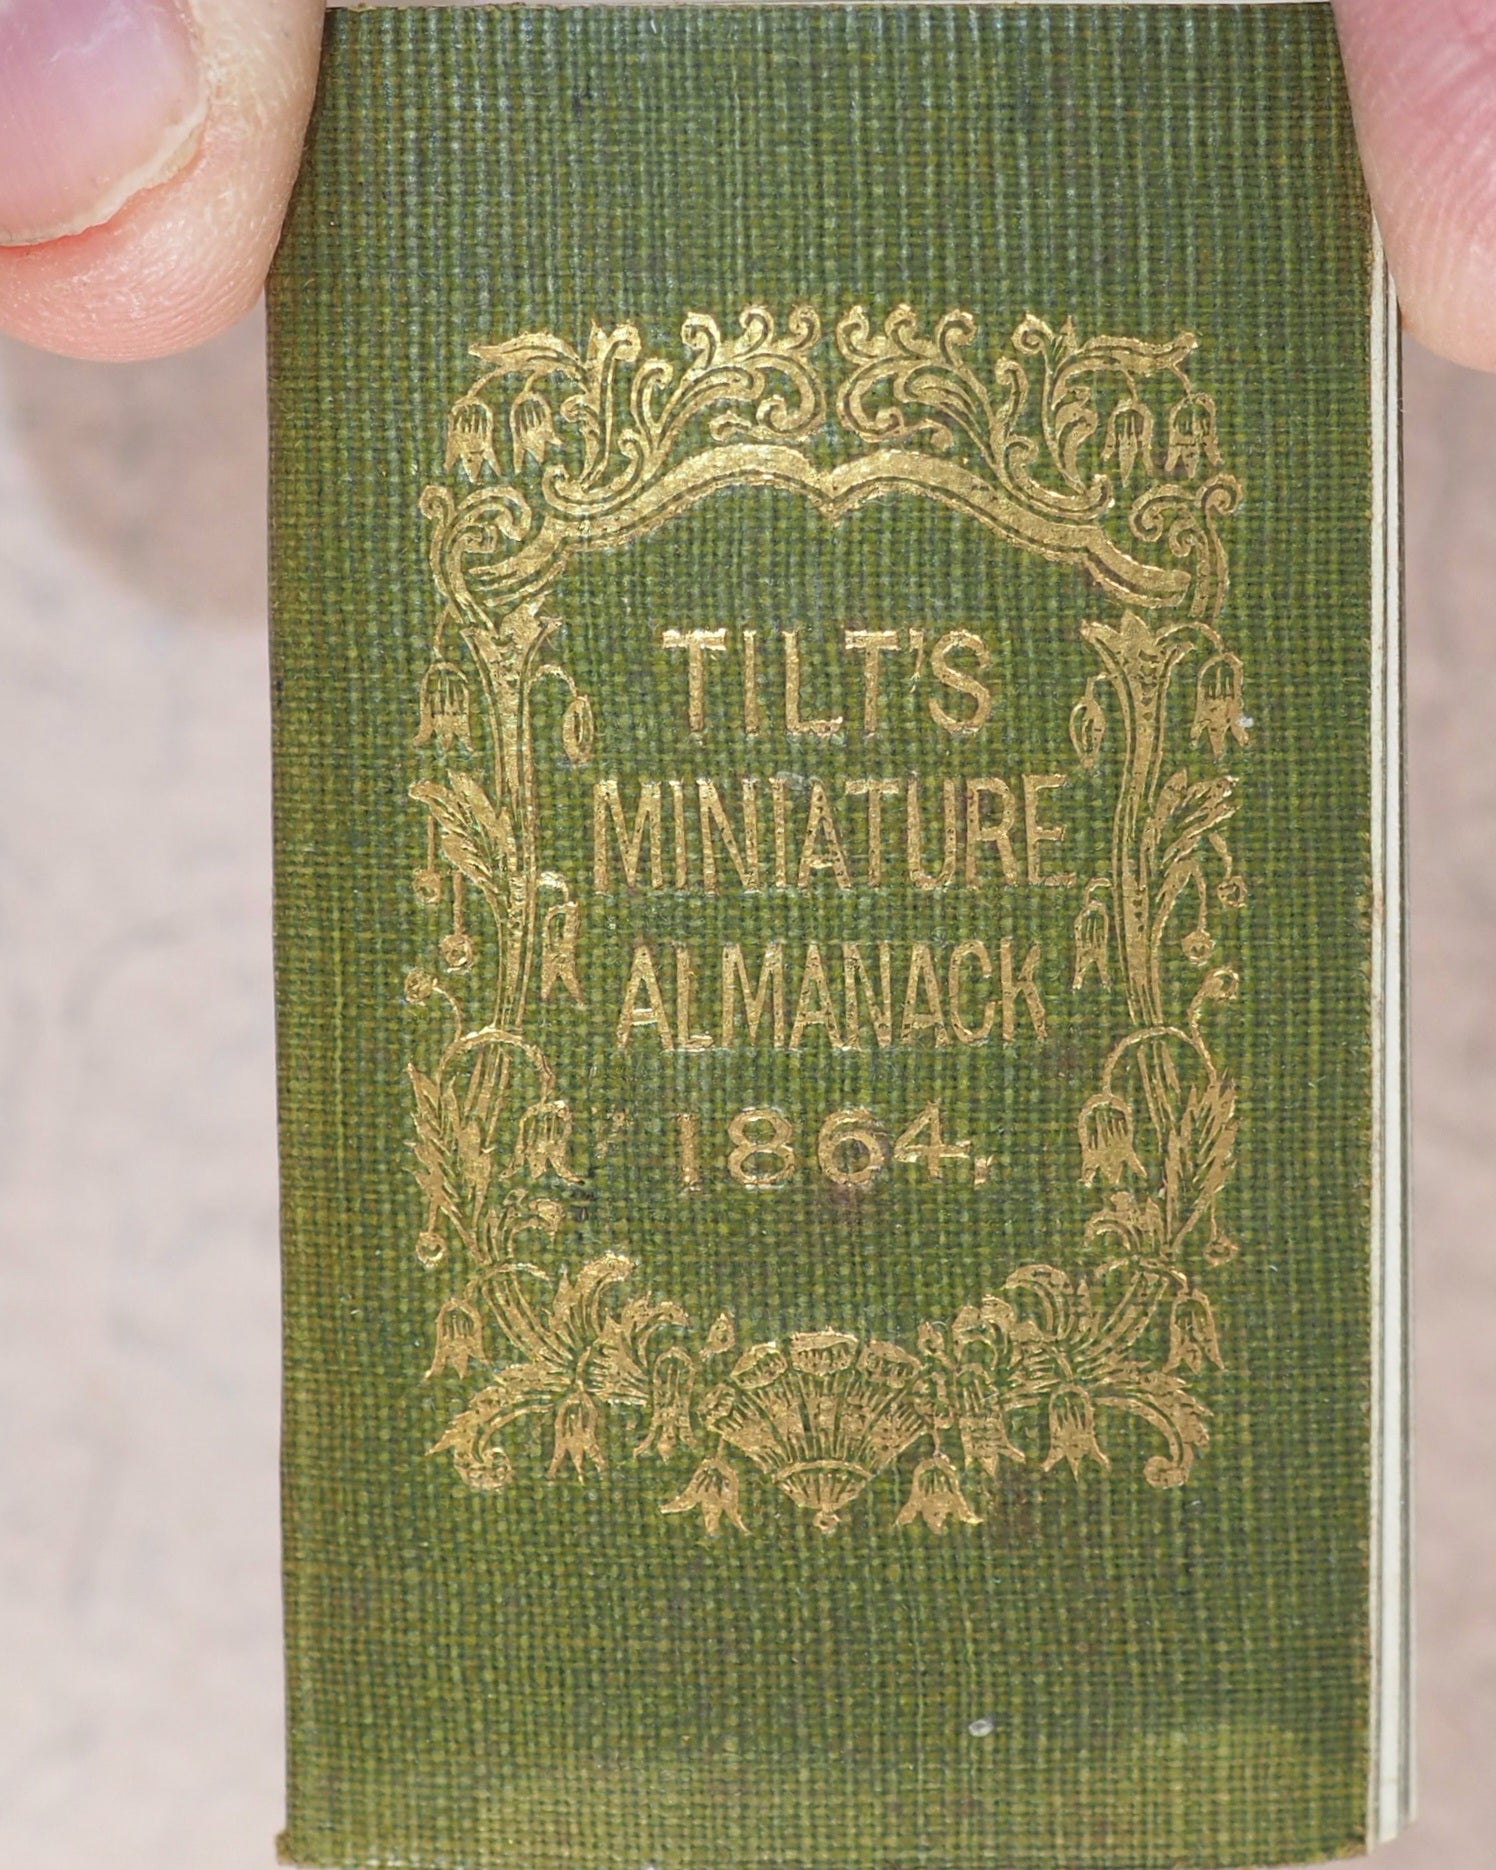 TILT'S
MINIATURE
ALMANACK
1864,